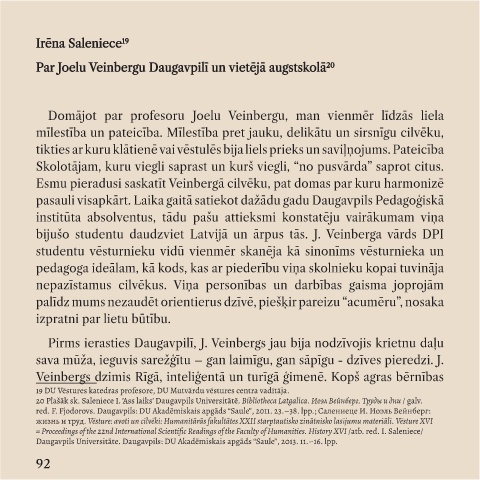 Irēna Saleniece¹⁹
Par Joelu Veinbergu Daugavpilī un vietējā augstskolā²⁰
Domājot par profesoru Joelu Veinbergu, man vienmēr līdzās liela
mīlestība un pateicība. Mīlestība pret jauku, delikātu un sirsnīgu cilvēku,
tikties ar kuru klātienē vai vēstulēs bija liels prieks un saviļņojums. Pateicība
Skolotājam, kuru viegli saprast un kurš viegli, “no pusvārda” saprot citus.
Esmu pieradusi saskatīt Veinbergā cilvēku, pat domas par kuru harmonizē
pasauli visapkārt. Laika gaitā satiekot dažādu gadu Daugavpils Pedagoģiskā
institūta absolventus, tādu pašu attieksmi konstatēju vairākumam viņa
bijušo studentu daudzviet Latvijā un ārpus tās. J. Veinberga vārds DPI
studentu vēsturnieku vidū vienmēr skanēja kā sinonīms vēsturnieka un
pedagoga ideālam, kā kods, kas ar piederību viņa skolnieku kopai tuvināja
nepazīstamus cilvēkus. Viņa personības un darbības gaisma joprojām
palīdz mums nezaudēt orientierus dzīvē, piešķir pareizu “acumēru”, nosaka
izpratni par lietu būtību.
Pirms ierasties Daugavpilī, J. Veinbergs jau bija nodzīvojis krietnu daļu
sava mūža, ieguvis sarežģītu – gan laimīgu, gan sāpīgu - dzīves pieredzi. J.
Veinbergs dzimis Rīgā, inteliģentā un turīgā ģimenē. Kopš agras bērnības
19 DU Vēstures katedras profesore, DU Mutvārdu vēstures centra vadītāja.
20 Plašāk sk. Saleniece I. ‘Ass laiks’ Daugavpils Universitātē. Bibliotheca Latgalica. Иоэль Вейнберг. Труды и дни / galv.
red. F. Fjodorovs. Daugavpils: DU Akadēmiskais apgāds “Saule”, 2011. 23.–38. lpp.; Салениеце И. Иоэль Вейнберг:
жизнь и труд. Vēsture: avoti un cilvēki: Humanitārās fakultātes XXII starptautisko zinātnisko lasījumu materiāli. Vēsture XVI
= Proceedings of the 22nd International Scientific Readings of the Faculty of Humanities. History XVI /atb. red. I. Saleniece/
Daugavpils Universitāte. Daugavpils: DU Akadēmiskais apgāds “Saule”, 2013. 11.–16. lpp.
92